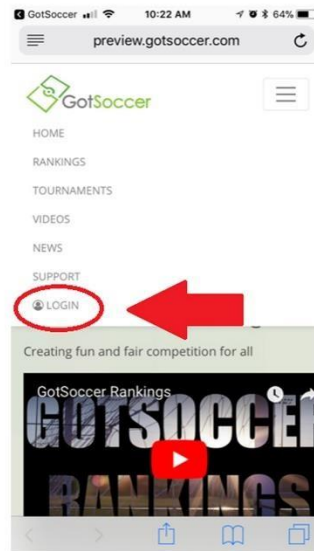 GotSoccer 10:22 AM 64%
preview.gotsoccer.com
GotSoccer
HOME
RANKINGS
TOURNAMENTS
VIDEOS
NEWS
SUPPORT
LOGIN
Creating fun and fair competition for all
GotSoccer Rankings
GOTSOCCER
RANKINGS